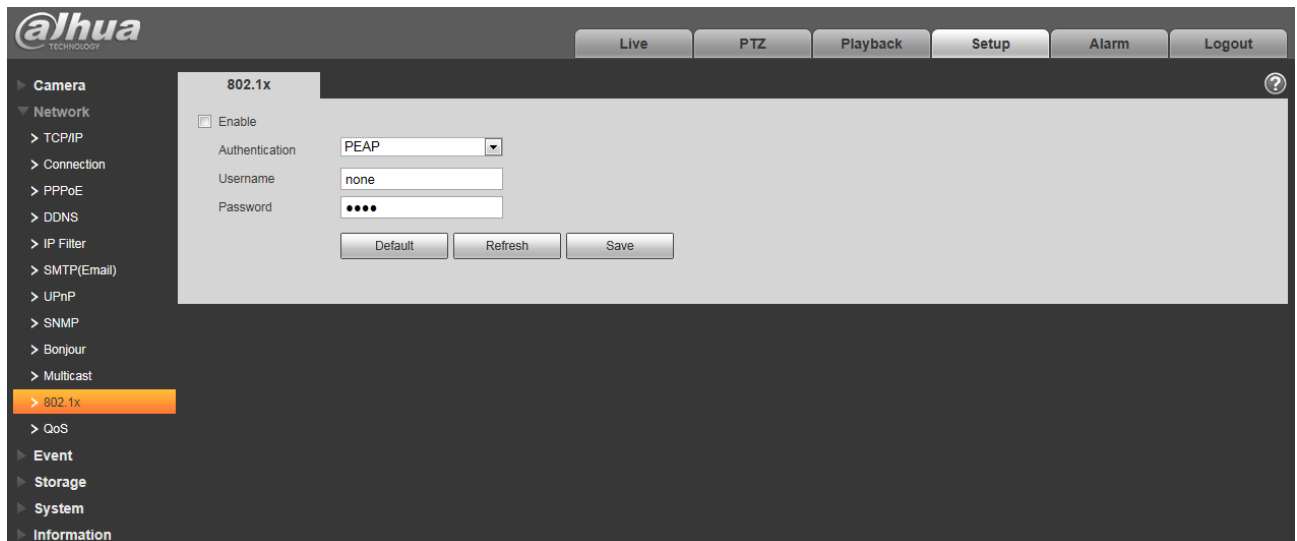 alhua
TECHNOLOGY
Live PTZ Playback Setup Alarm Logout
Camera
Network
> TCP/IP
> Connection
> PPPoE
> DDNS
> IP Filter
> SMTP(Email)
> UPnP
> SNMP
> Bonjour
> Multicast
> 802.1x
> QoS
Event
Storage
System
Information
802.1x
?
Enable
Authentication PEAP
Username none
Password ●●●●
Default Refresh Save